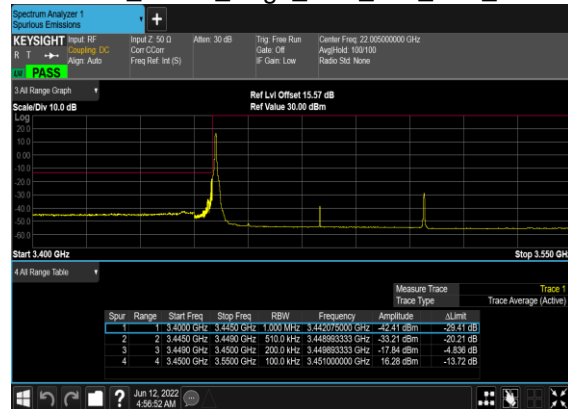 Spectrum Analyzer 1
Spurious Emissions
KEYSIGHT Input: RF Input Z: 50 Ω Atten: 30 dB Trig: Free Run Center Freq: 22.005000000 GHz
R T Coupling: DC Corr CCorr Gate: Off Avg|Hold: 100/100
Align: Auto Freq Ref: Int (S) IF Gain: Low Radio Std: None
PASS
3 All Range Graph
Ref Lvl Offset 15.57 dB
Scale/Div 10.0 dB Ref Value 30.00 dBm
Log
20.0
10.0
0.00
-10.0
-20.0
-30.0
-40.0
-50.0
-60.0
Start 3.400 GHz Stop 3.550 GH
4 All Range Table
Measure Trace Trace 1
Trace Type Trace Average (Active)
Spur Range Start Freq Stop Freq RBW Frequency Amplitude ΔLimit
1 1 3.4000 GHz 3.4450 GHz 1.000 MHz 3.442075000 GHz -42.41 dBm -29.41 dB
2 2 3.4450 GHz 3.4490 GHz 510.0 kHz 3.448993333 GHz -33.21 dBm -20.21 dB
3 3 3.4490 GHz 3.4500 GHz 200.0 kHz 3.449893333 GHz -17.84 dBm -4.836 dB
4 4 3.4500 GHz 3.5500 GHz 100.0 kHz 3.451000000 GHz 16.28 dBm -13.72 dB
? Jun 12, 2022
4:56:52 AM